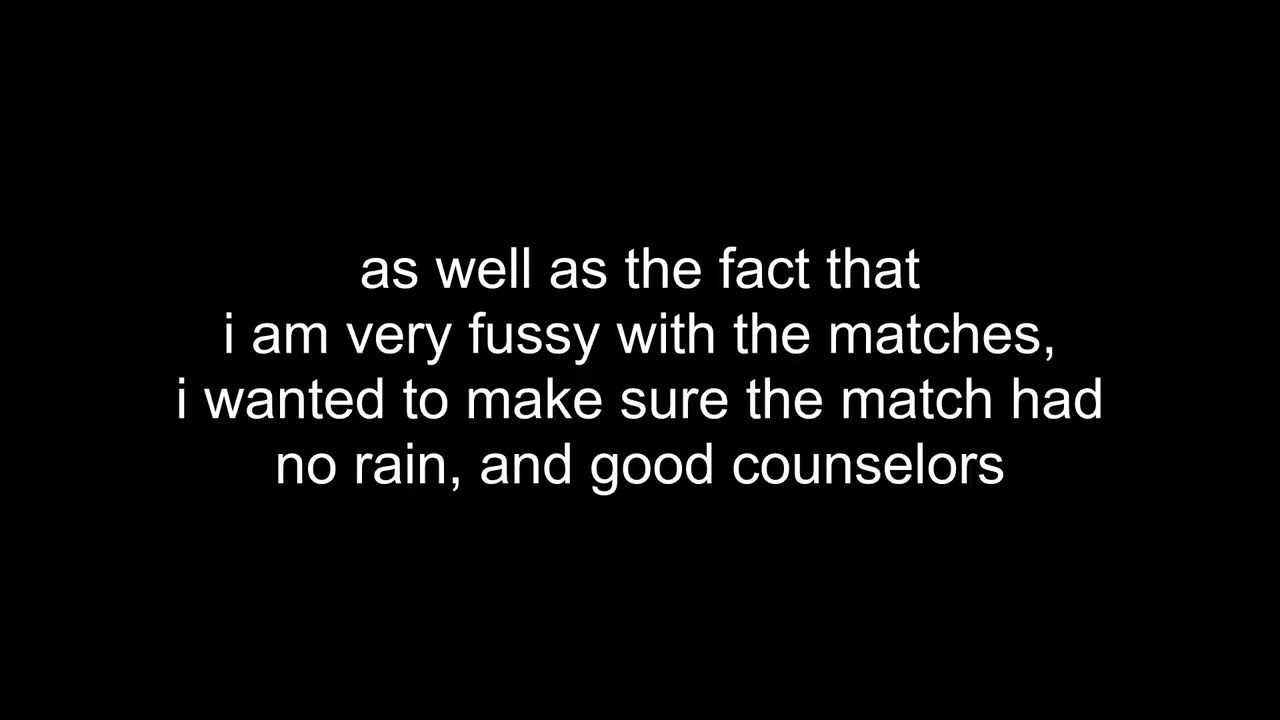 as well as the fact that
i am very fussy with the matches,
i wanted to make sure the match had
no rain, and good counselors